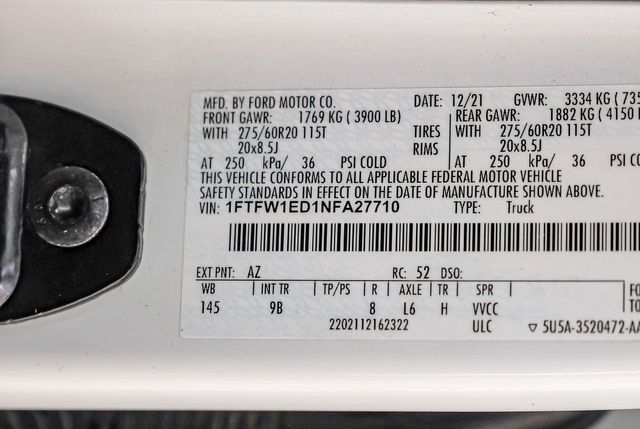 MFD. BY FORD MOTOR CO. DATE: 12/21 GVWR: 3334 KG ( 735
FRONT GAWR: 1769 KG ( 3900 LB) REAR GAWR: 1882 KG ( 4150
WITH 275/60R20 115T TIRES WITH 275/60R20 115T
20x8.5J RIMS 20x8.5J
AT 250 kPa/ 36 PSI COLD AT 250 kPa/ 36 PSI CO
THIS VEHICLE CONFORMS TO ALL APPLICABLE FEDERAL MOTOR VEHICLE
SAFETY STANDARDS IN EFFECT ON THE DATE OF MANUFACTURE SHOWN ABOVE.
VIN: 1FTFW1ED1NFA27710 TYPE: Truck
EXT PNT: AZ RC: 52 DSO:
WB INT TR TP/PS R AXLE TR SPR FO
145 9B 8 L6 H VVCC TO
2202112162322 ULC ▽ 5U5A-3520472-AA